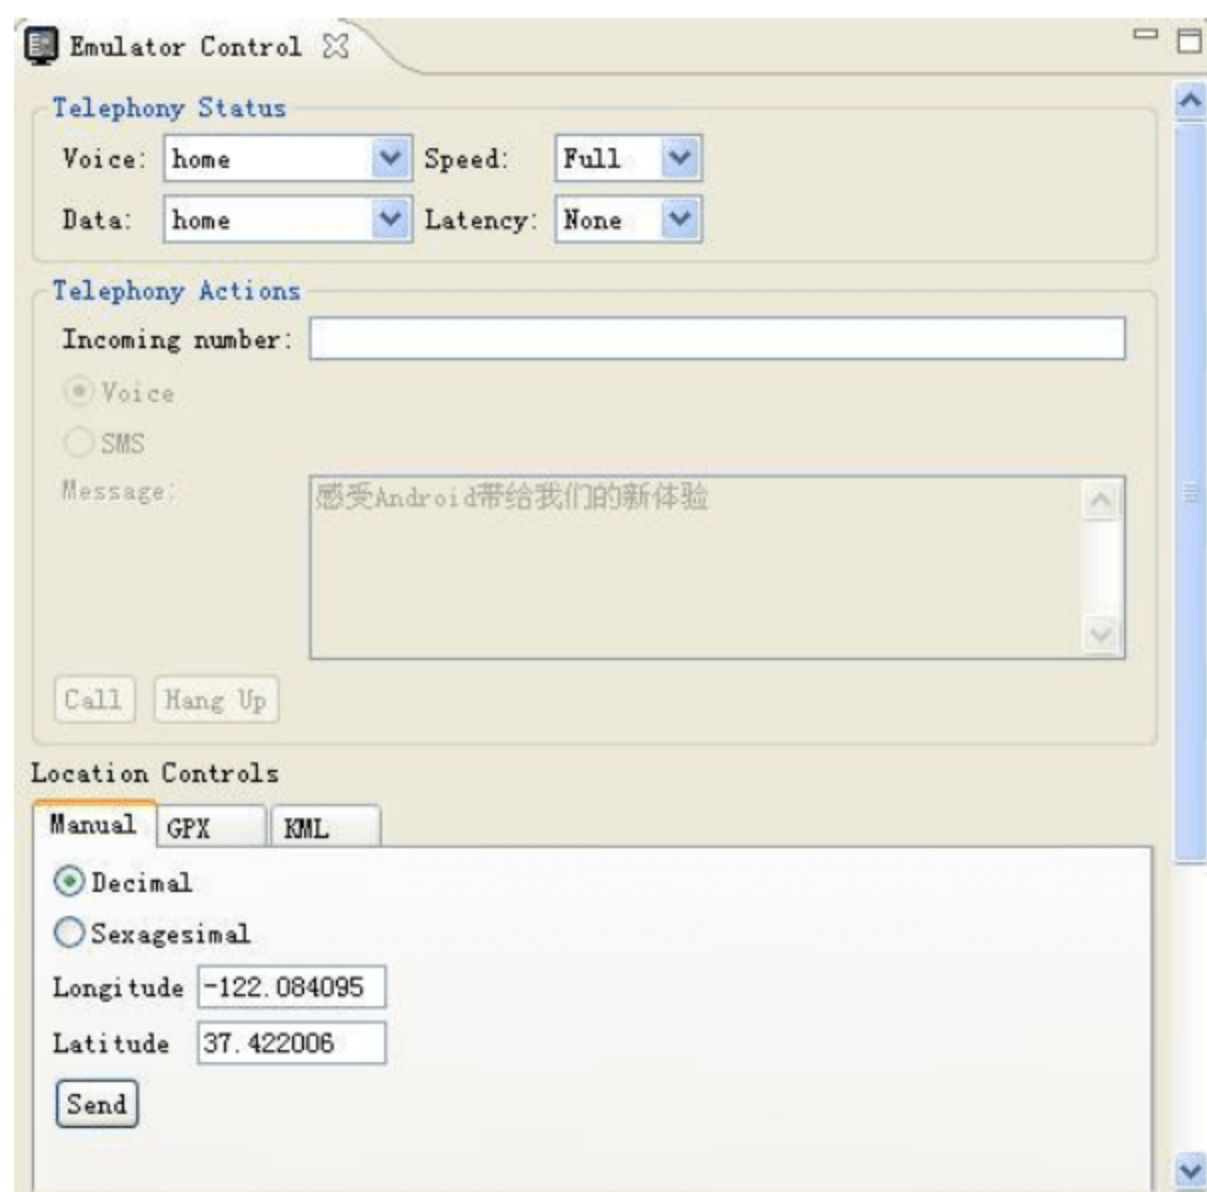 Emulator Control
Telephony Status
Voice: home Speed: Full
Data: home Latency: None
Telephony Actions
Incoming number:
Voice
SMS
Message: 感受Android带给我们的新体验
Call Hang Up
Location Controls
Manual GPX KML
Decimal
Sexagesimal
Longitude -122.084095
Latitude 37.422006
Send